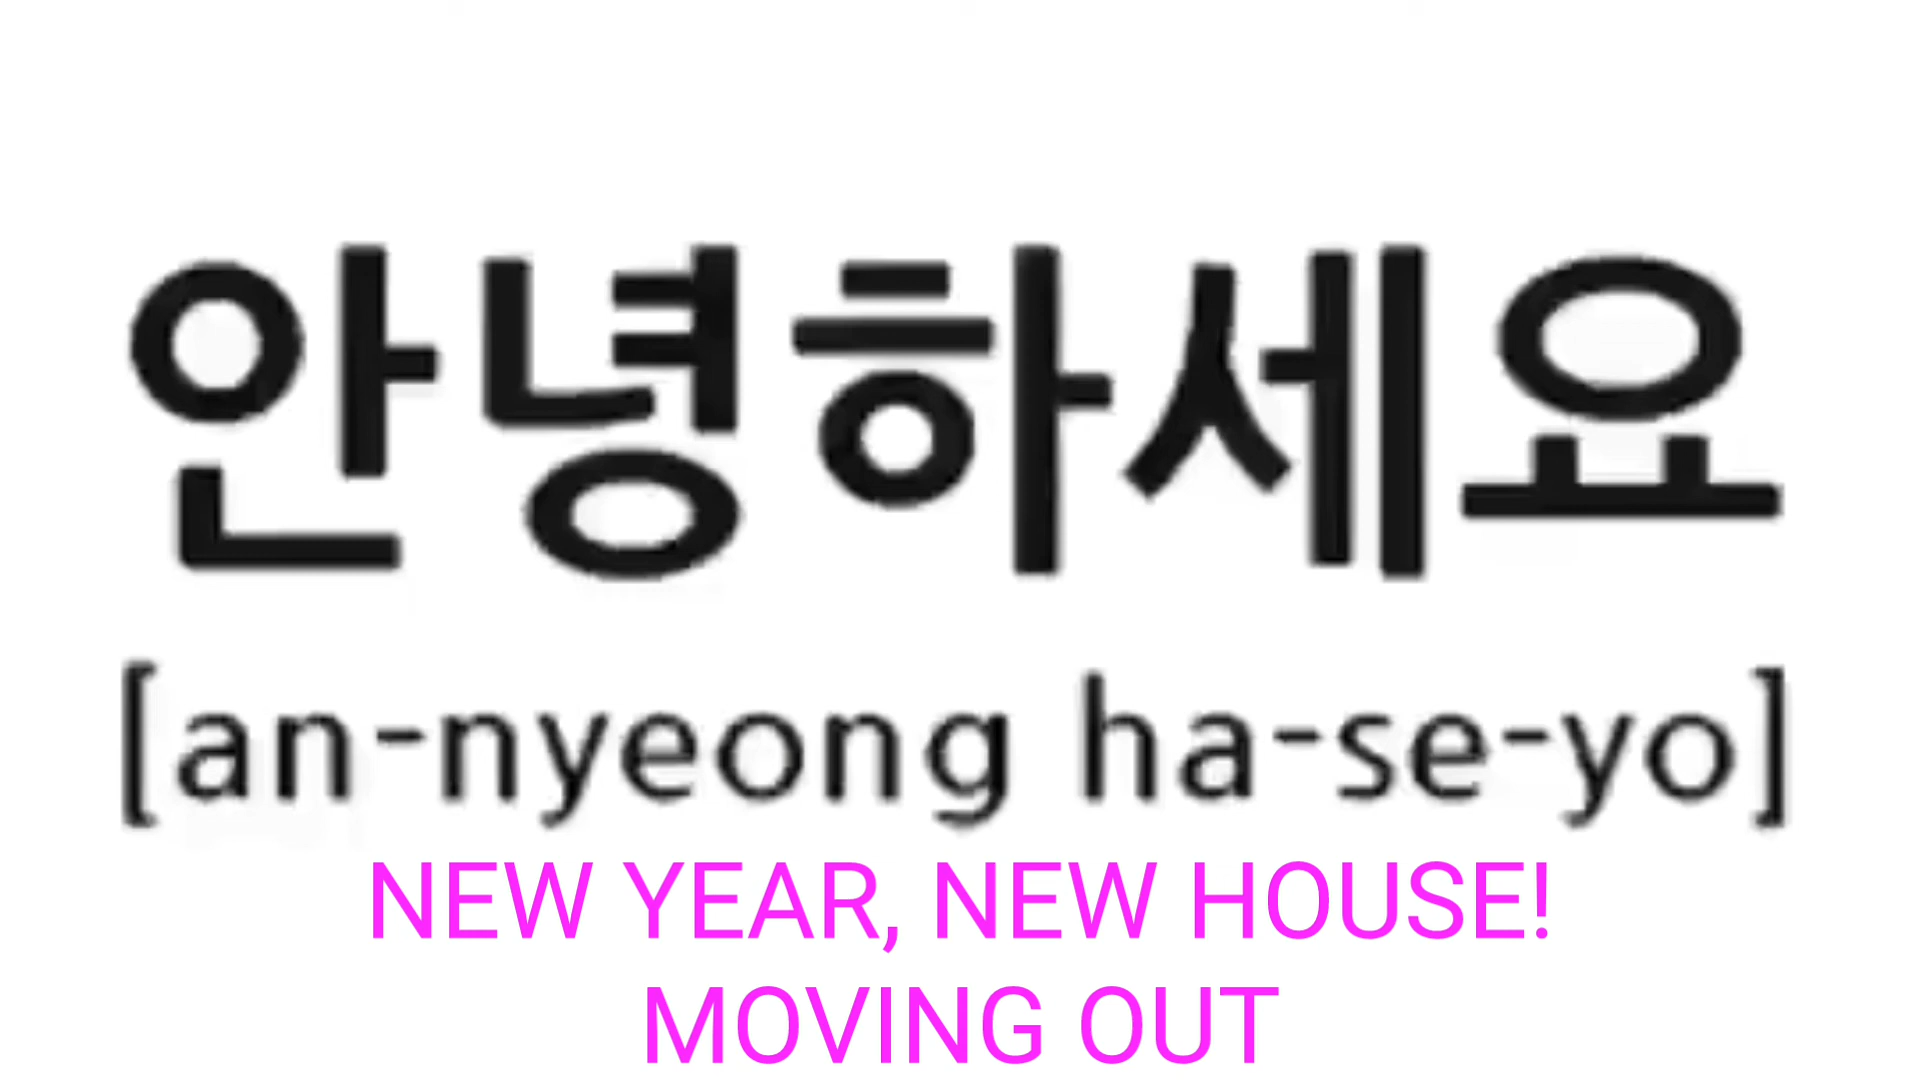 안녕하세요
[an-nyeong ha-se-yo]
NEW YEAR, NEW HOUSE!
MOVING OUT